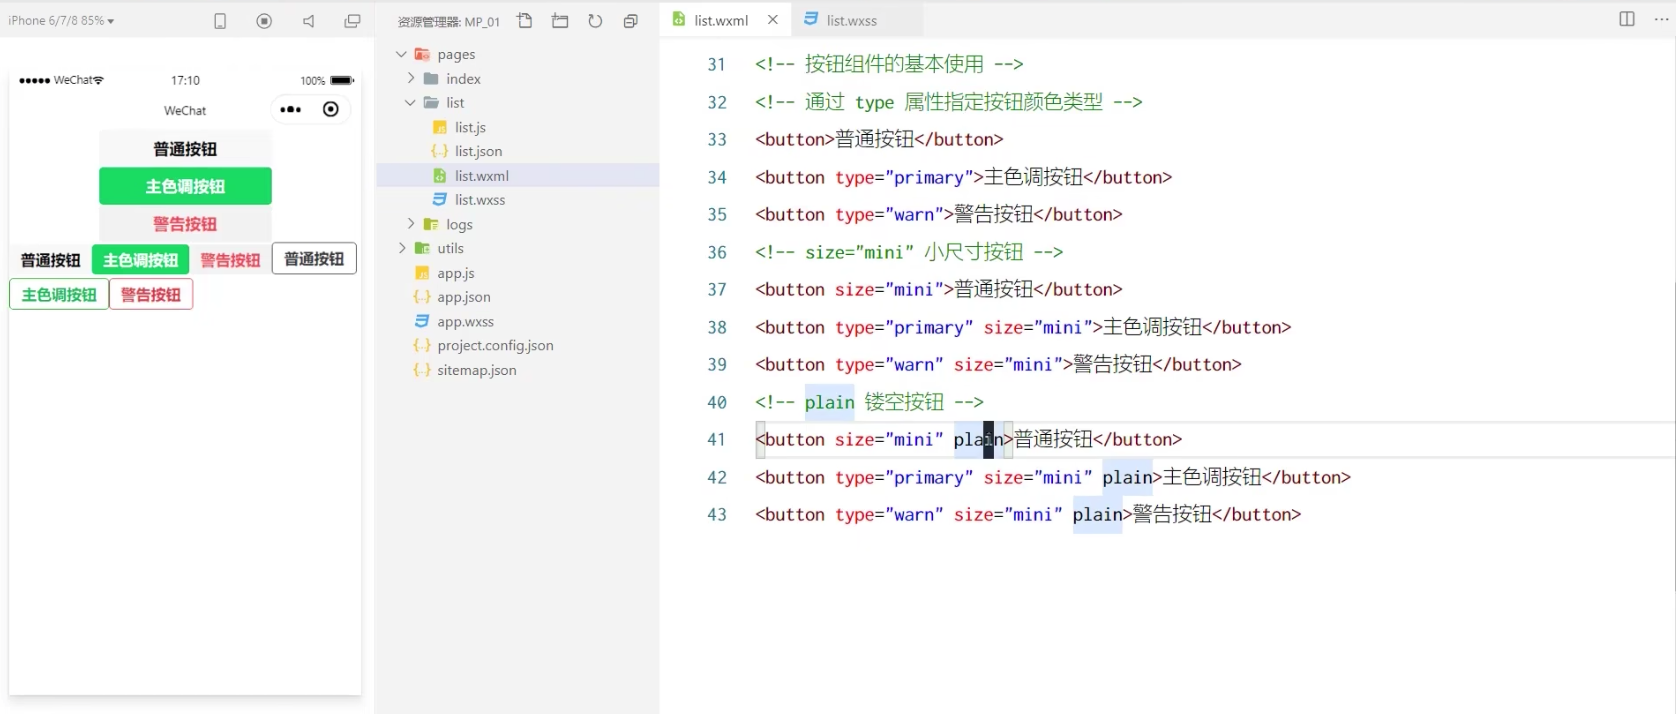 iPhone 6/7/8 85%
WeChat
17:10
100%
WeChat
普通按钮
主色调按钮
警告按钮
普通按钮 主色调按钮 警告按钮 普通按钮
主色调按钮 警告按钮
资源管理器: MP_01
pages
index
list
list.js
list.json
list.wxml
list.wxss
logs
utils
app.js
app.json
app.wxss
project.config.json
sitemap.json
list.wxml
list.wxss
31 <!-- 按钮组件的基本使用 -->
32 <!-- 通过 type 属性指定按钮颜色类型 -->
33 <button>普通按钮</button>
34 <button type="primary">主色调按钮</button>
35 <button type="warn">警告按钮</button>
36 <!-- size="mini" 小尺寸按钮 -->
37 <button size="mini">普通按钮</button>
38 <button type="primary" size="mini">主色调按钮</button>
39 <button type="warn" size="mini">警告按钮</button>
40 <!-- plain 镂空按钮 -->
41 <button size="mini" plain>普通按钮</button>
42 <button type="primary" size="mini" plain>主色调按钮</button>
43 <button type="warn" size="mini" plain>警告按钮</button>